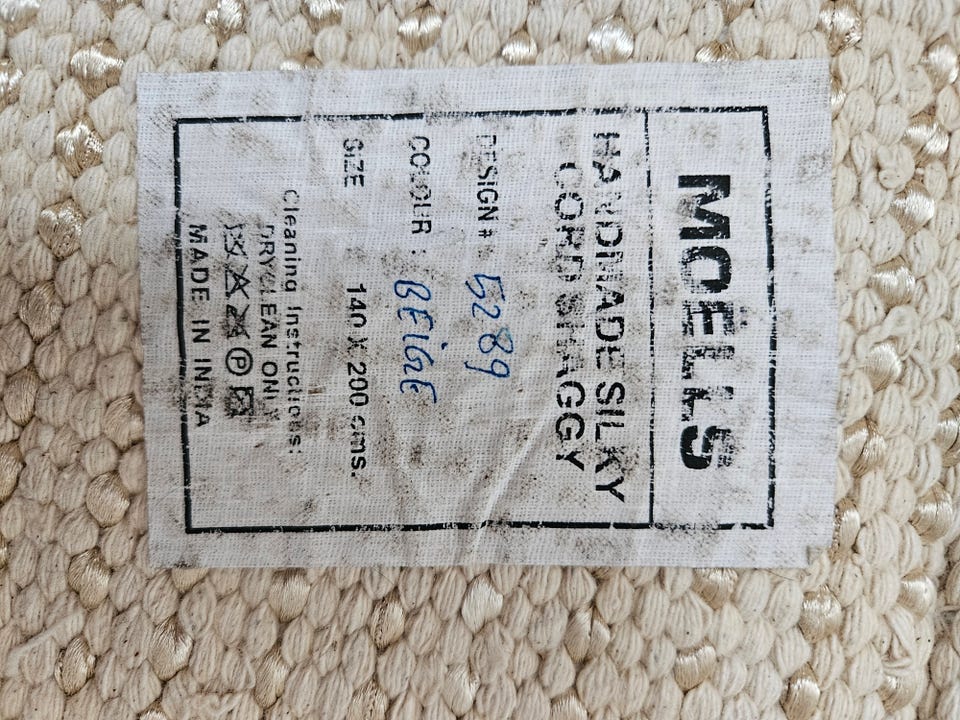 MOËLLS
HANDMADE SILKY
CORD SHAGGY
DESIGN # 5289
COLOUR : BEIGE
SIZE 140 X 200 cms.
Cleaning Instructions:
DRYCLEAN ONLY
P
MADE IN INDIA